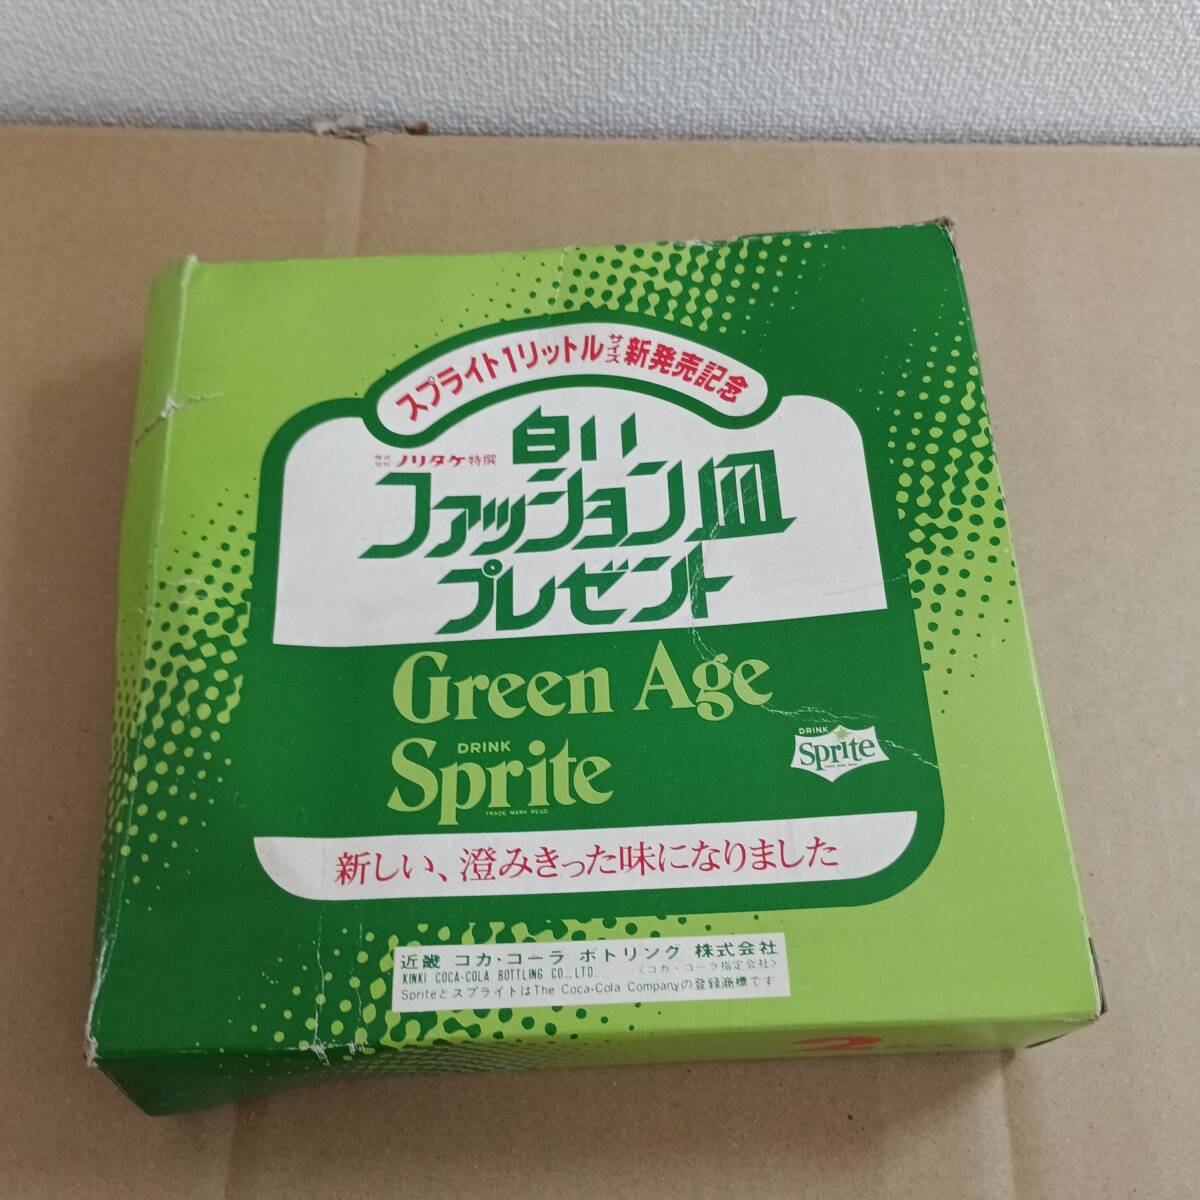 スプライト1リットルサイズ新発売記念
株式会社ノリタケ特撰
白い
ファッション皿
プレゼント
Green Age
DRINK
Sprite
TRADE MARK REGD
DRINK
Sprite
新しい、澄みきった味になりました
近畿 コカ・コーラ ボトリング 株式会社
KINKI COCA-COLA BOTTLING CO.,LTD. 〈コカ・コーラ指定会社〉
SpriteとスプライトはThe Coca-Cola Companyの登録商標です
2